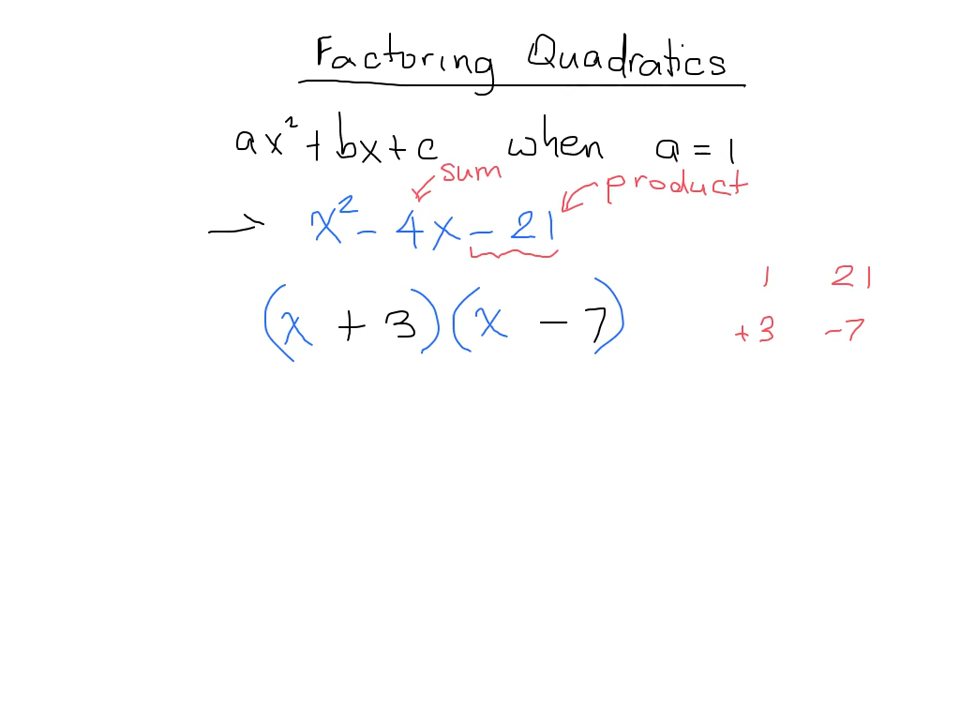 Factoring Quadratics
ax² + bx + c when a = 1
sum
product
→ x² - 4x - 21
1 21
(x + 3)(x - 7)
+3 -7